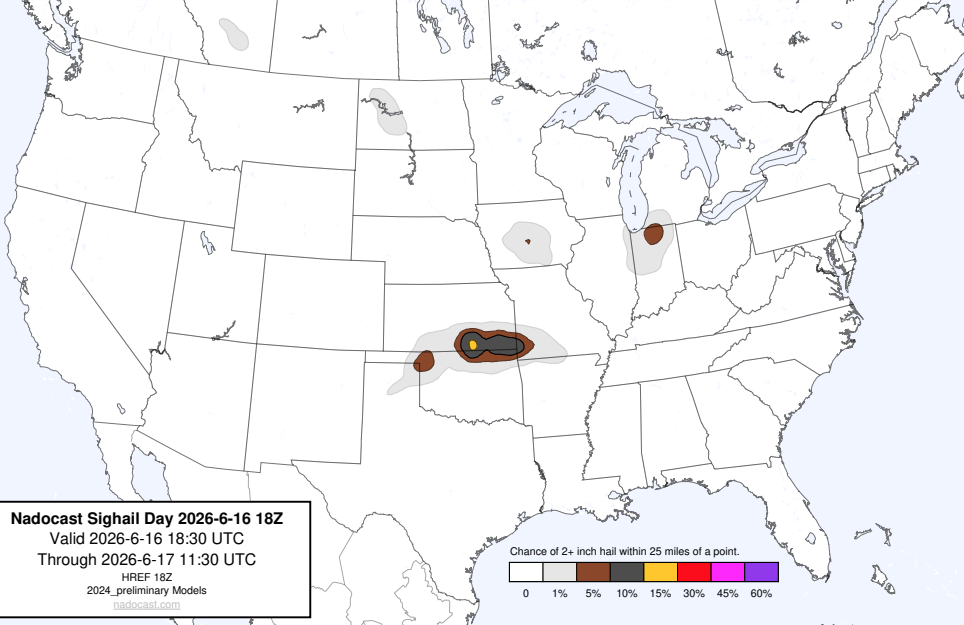 Nadocast Sighail Day 2026-6-16 18Z
Valid 2026-6-16 18:30 UTC
Through 2026-6-17 11:30 UTC
HREF 18Z
2024_preliminary Models
nadocast.com
Chance of 2+ inch hail within 25 miles of a point.
0 1% 5% 10% 15% 30% 45% 60%